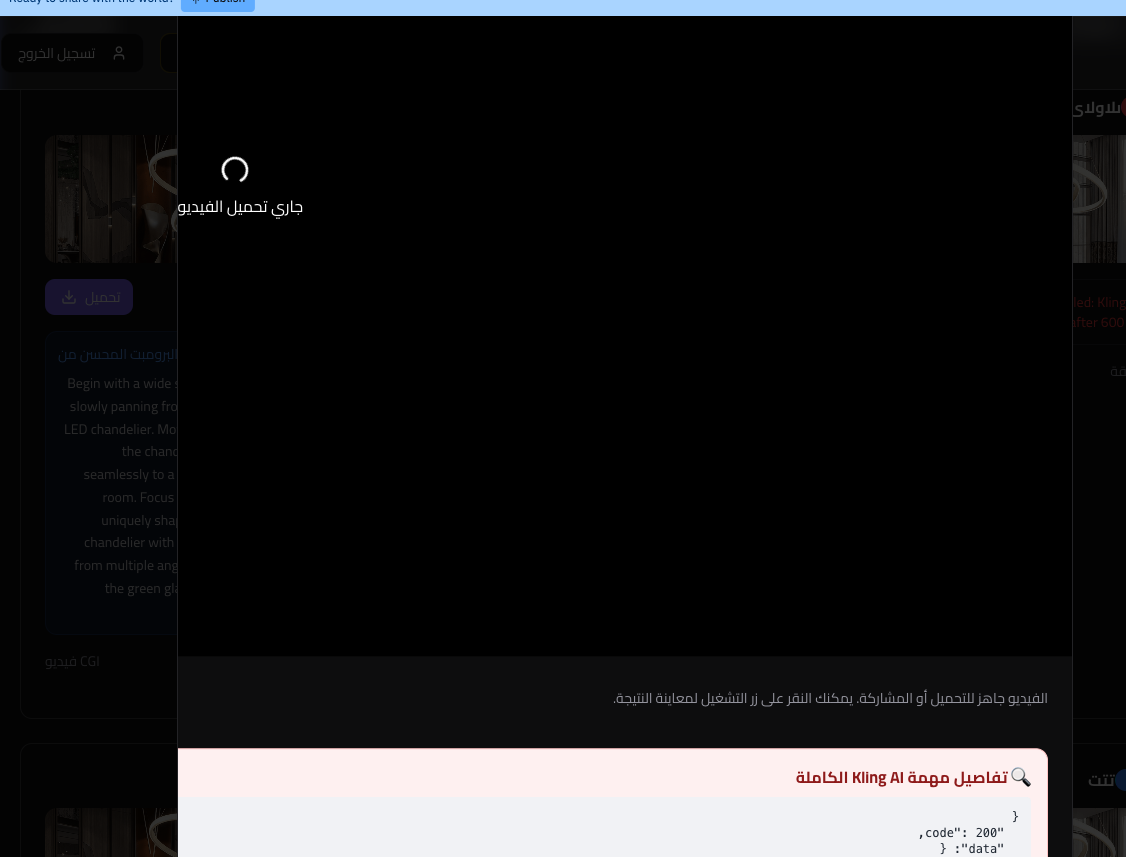 Ready to share with the world?
Publish
تسجيل الخروج
جاري تحميل الفيديو
تحميل
البرومبت المحسن من
Begin with a wide s
slowly panning fro
LED chandelier. Mo
the chand
seamlessly to a
room. Focus
uniquely shap
chandelier with
from multiple ang
the green gla
فيديو CGI
ded: Kling
after 600
الفيديو جاهز للتحميل أو المشاركة. يمكنك النقر على زر التشغيل لمعاينة النتيجة.
تفاصيل مهمة Kling AI الكاملة
{
"code": 200,
"data": {
تتت